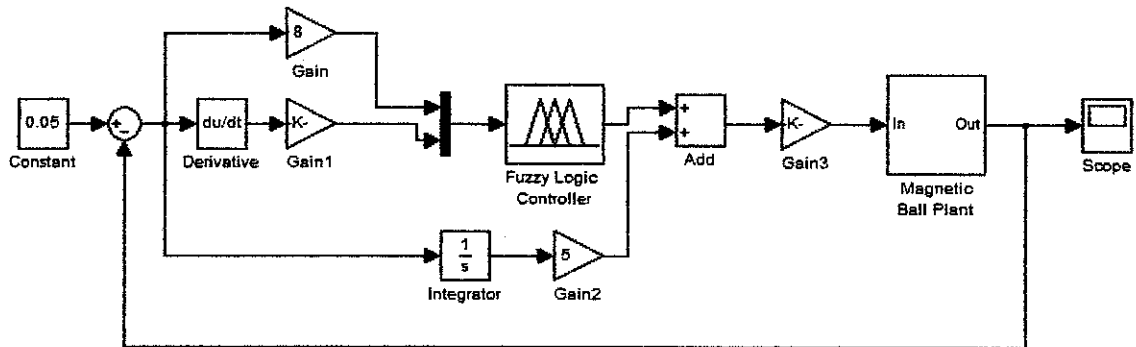 8
Gain
0.05
+
−
du/dt
-K-
+
+
-K-
In
Out
Constant
Derivative
Gain1
Fuzzy Logic
Controller
Add
Gain3
Magnetic
Ball Plant
Scope
1
s
5
Integrator
Gain2